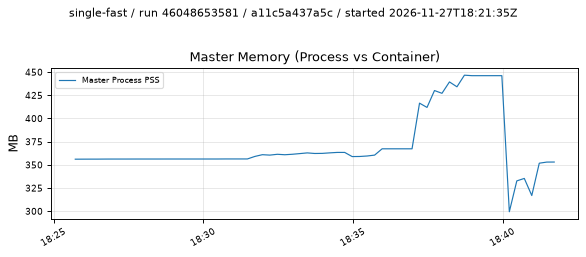 single-fast / run 46048653581 / a11c5a437a5c / started 2026-11-27T18:21:35Z
Master Memory (Process vs Container)
Master Process PSS
MB
450
425
400
375
350
325
300
18:25
18:30
18:35
18:40